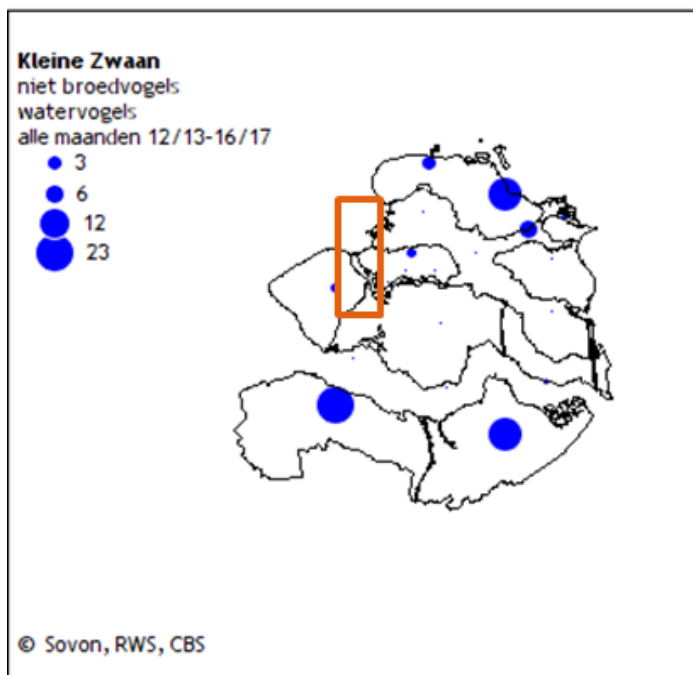 Kleine Zwaan
niet broedvogels
watervogels
alle maanden 12/13-16/17
3
6
12
23
© Sovon, RWS, CBS